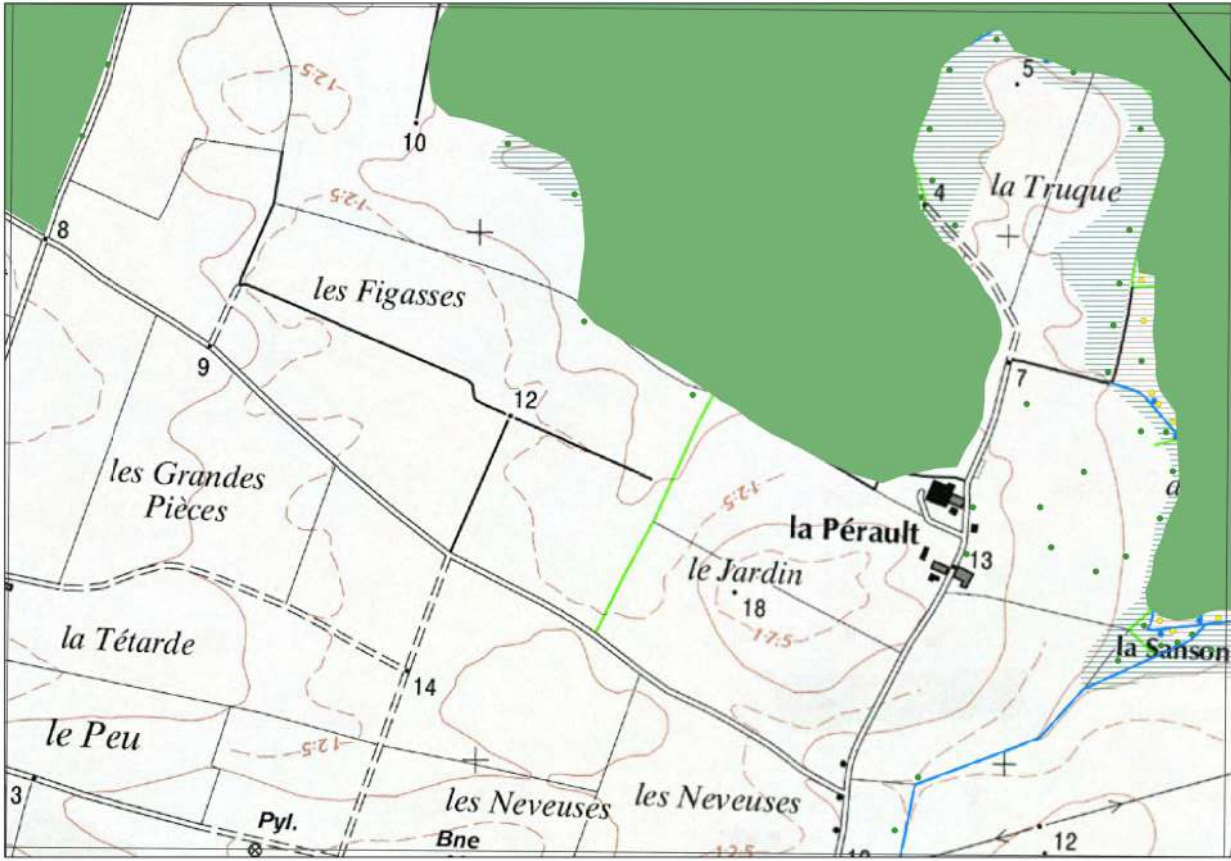 12.5
5
10
4
la Truque
12.5
8
les Figasses
9
7
12
les Grandes
Pièces
12.5
a
la Pérault
le Jardin
13
18
la Tétarde
17.5
la Sanson
14
le Peu
12.5
3
les Neveuses
les Neveuses
Pyl.
Bne
12
12.5